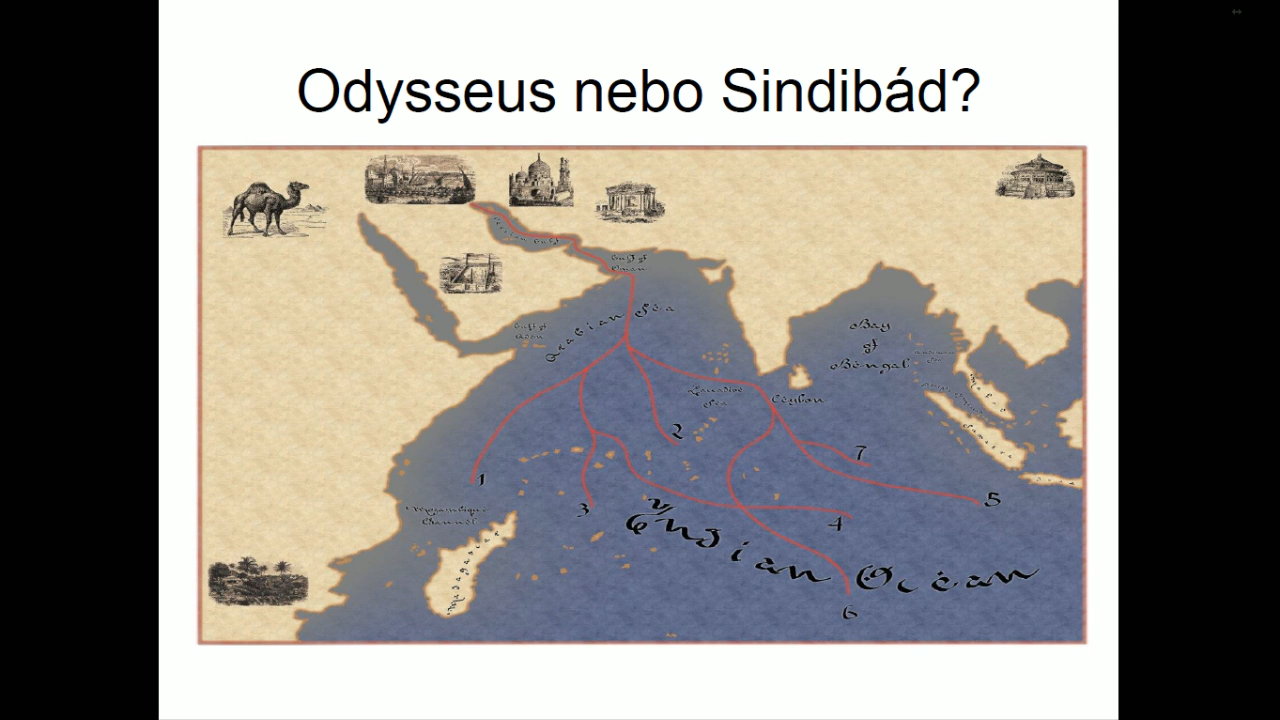 Odysseus nebo Sindibád?
Persian Gulf
Gulf of
Oman
Gulf of
Aden
Arabian Sea
Bay
of
Bengal
Laccadive
Sea
Ceylon
Sumatra
Mozambique
Channel
Madagascar
Indian Ocean
1
2
3
4
5
6
7